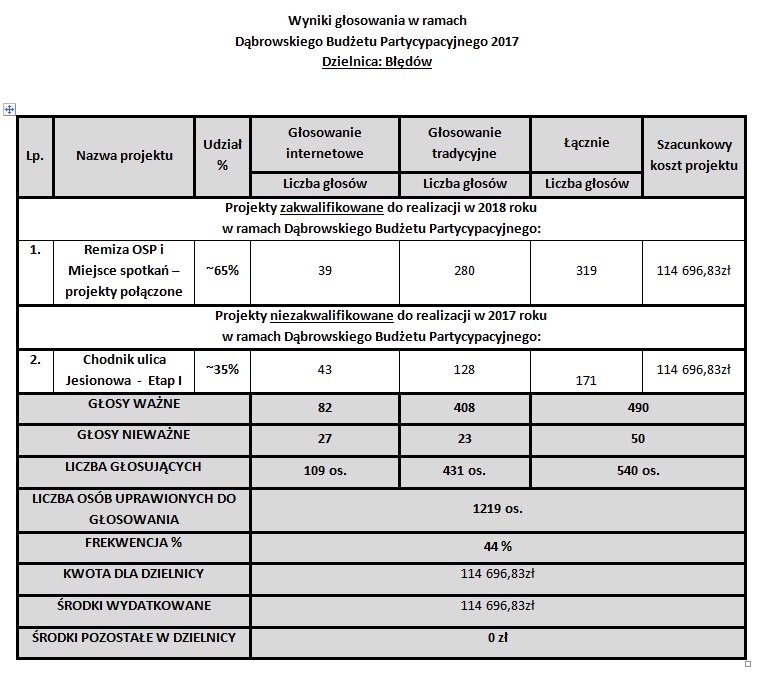 Wyniki głosowania w ramach
Dąbrowskiego Budżetu Partycypacyjnego 2017
Dzielnica: Błędów
Lp.
Nazwa projektu
Udział
%
Głosowanie
internetowe
Głosowanie
tradycyjne
Łącznie
Szacunkowy
koszt projektu
Liczba głosów
Liczba głosów
Liczba głosów
Projekty zakwalifikowane do realizacji w 2018 roku
w ramach Dąbrowskiego Budżetu Partycypacyjnego:
1.
Remiza OSP i
Miejsce spotkań –
projekty połączone
~65%
39
280
319
114 696,83zł
Projekty niezakwalifikowane do realizacji w 2017 roku
w ramach Dąbrowskiego Budżetu Partycypacyjnego:
2.
Chodnik ulica
Jesionowa - Etap I
~35%
43
128
171
114 696,83zł
GŁOSY WAŻNE
82
408
490
GŁOSY NIEWAŻNE
27
23
50
LICZBA GŁOSUJĄCYCH
109 os.
431 os.
540 os.
LICZBA OSÓB UPRAWIONYCH DO
GŁOSOWANIA
1219 os.
FREKWENCJA %
44 %
KWOTA DLA DZIELNICY
114 696,83zł
ŚRODKI WYDATKOWANE
114 696,83zł
ŚRODKI POZOSTAŁE W DZIELNICY
0 zł